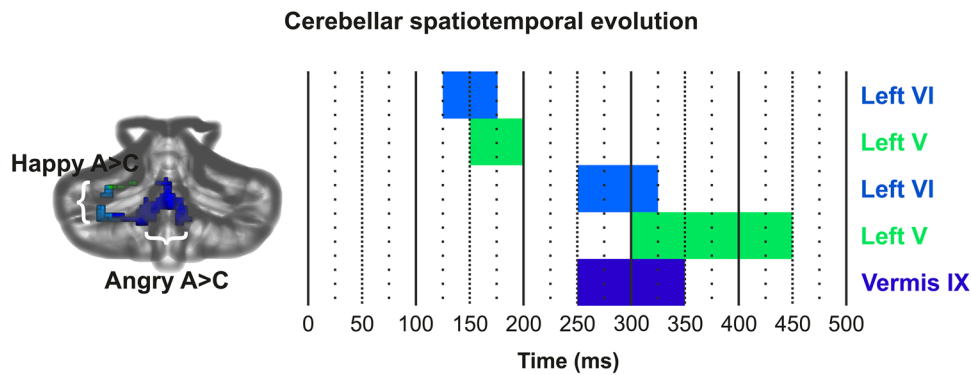 Cerebellar spatiotemporal evolution
Happy A>C
Angry A>C
Left VI
Left V
Left VI
Left V
Vermis IX
0 50 100 150 200 250 300 350 400 450 500
Time (ms)